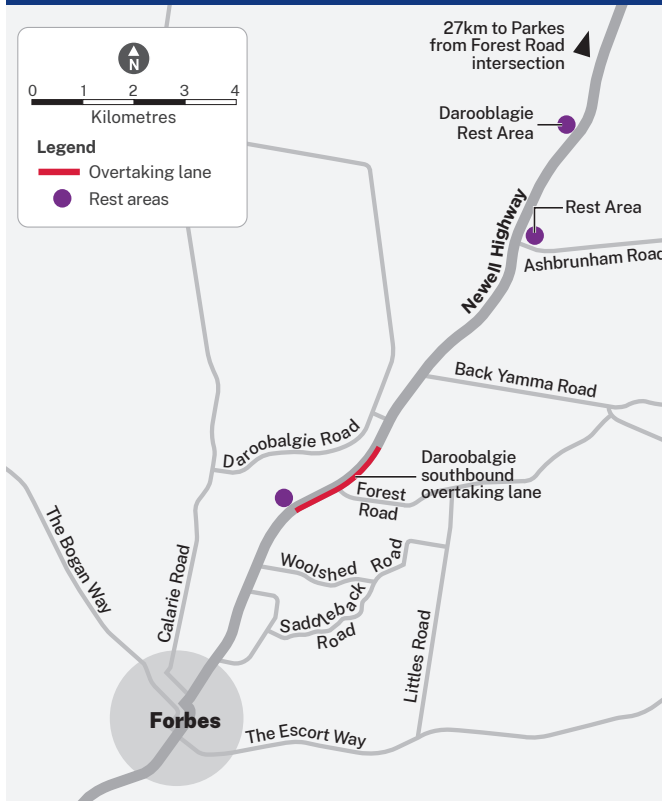 27km to Parkes
from Forest Road
intersection
N
0 1 2 3 4
Kilometres
Legend
Overtaking lane
Rest areas
Darooblagie
Rest Area
Rest Area
Newell Highway
Ashbrunham Road
Back Yamma Road
Daroobalgie Road
Daroobalgie
southbound
overtaking lane
Forest
Road
The Bogan Way
Calarie Road
Woolshed Road
Saddleback
Road
Littles Road
Forbes
The Escort Way